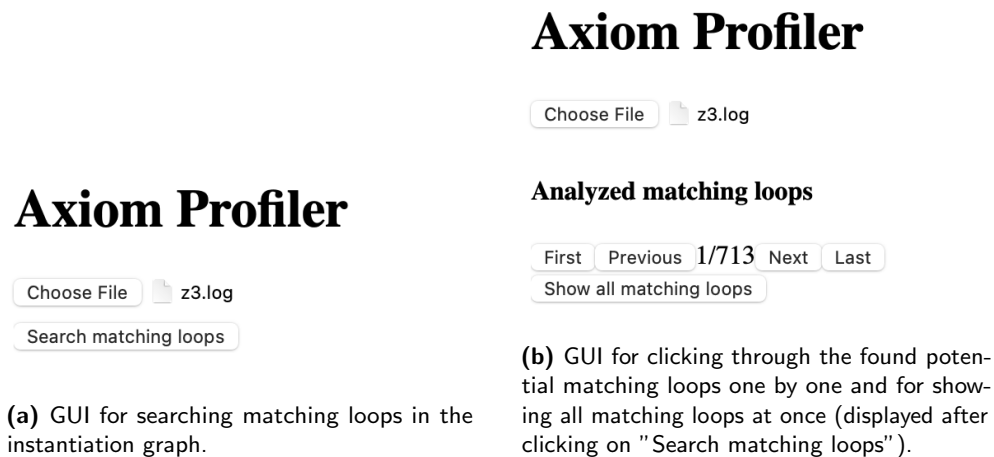 Axiom Profiler
Choose File z3.log
Search matching loops
(a) GUI for searching matching loops in the
instantiation graph.
Axiom Profiler
Choose File z3.log
Analyzed matching loops
First Previous 1/713 Next Last
Show all matching loops
(b) GUI for clicking through the found poten-
tial matching loops one by one and for show-
ing all matching loops at once (displayed after
clicking on "Search matching loops").